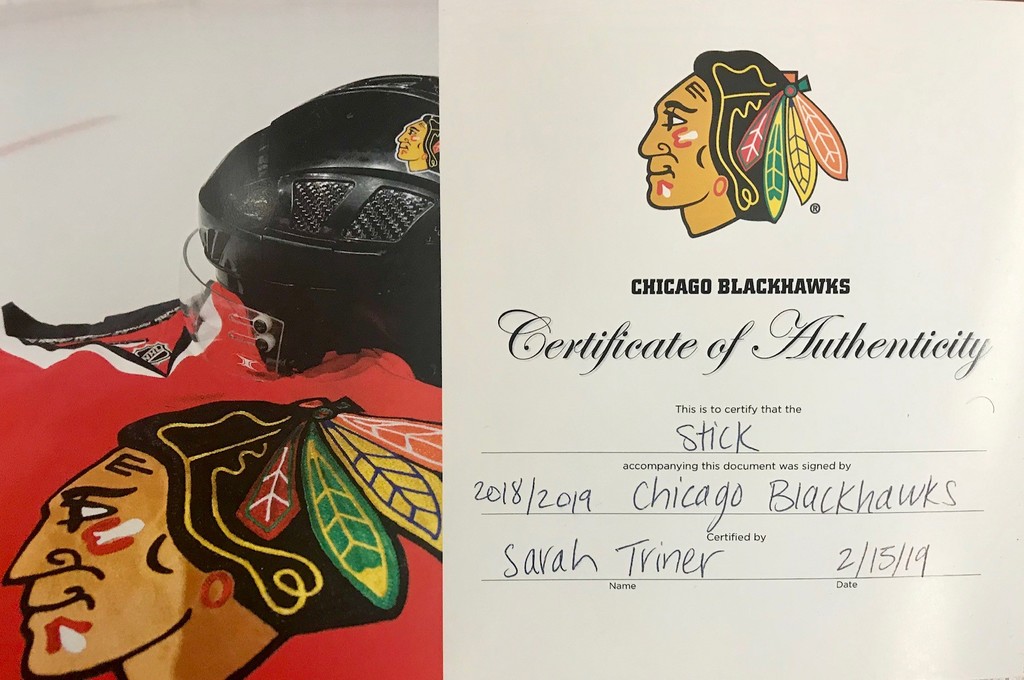 ®
CHICAGO BLACKHAWKS
Certificate of Authenticity
This is to certify that the
Stick
accompanying this document was signed by
2018/2019 Chicago Blackhawks
Certified by
Sarah Triner 2/15/19
Name Date
NHL